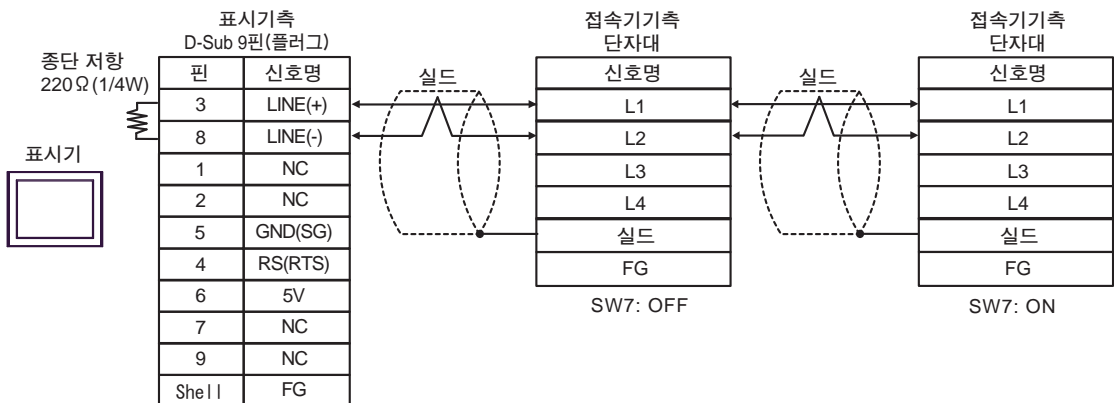 표시기측
D-Sub 9핀(플러그)
종단 저항
220Ω(1/4W)
표시기
핀 신호명
3 LINE(+)
8 LINE(-)
1 NC
2 NC
5 GND(SG)
4 RS(RTS)
6 5V
7 NC
9 NC
Shell FG
실드
접속기기측
단자대
신호명
L1
L2
L3
L4
실드
FG
SW7: OFF
실드
접속기기측
단자대
신호명
L1
L2
L3
L4
실드
FG
SW7: ON